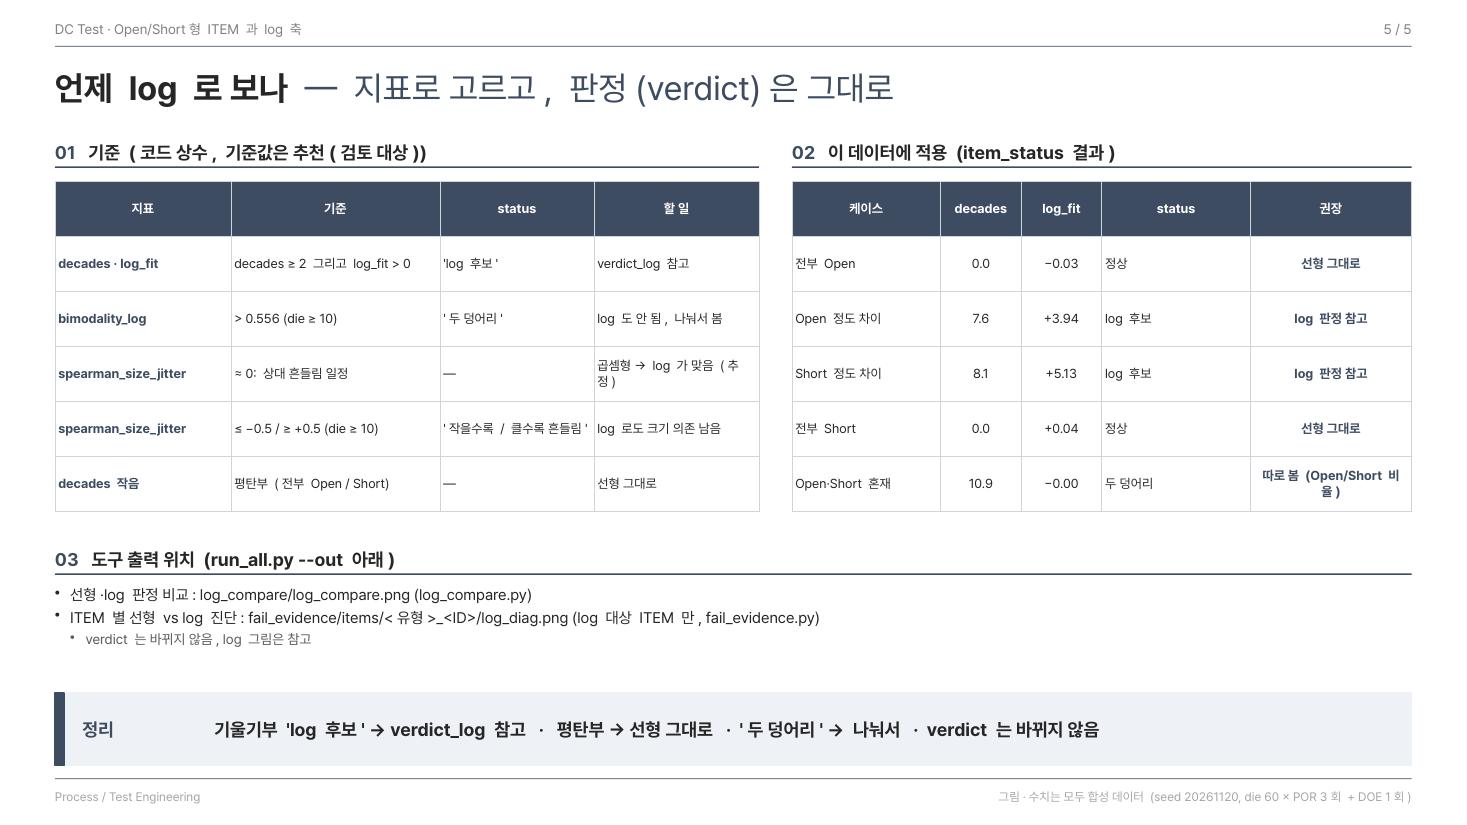 DC Test · Open/Short 형 ITEM 과 log 축
5 / 5
언제 log 로 보나 — 지표로 고르고 , 판정 (verdict) 은 그대로
01 기준 ( 코드 상수 , 기준값은 추천 ( 검토 대상 ))
지표 기준 status 할 일
decades · log_fit decades ≥ 2 그리고 log_fit > 0 'log 후보 ' verdict_log 참고
bimodality_log > 0.556 (die ≥ 10) ' 두 덩어리 ' log 도 안 됨 , 나눠서 봄
spearman_size_jitter ≈ 0: 상대 흔들림 일정 — 곱셈형 → log 가 맞음 ( 추
정 )
spearman_size_jitter ≤ −0.5 / ≥ +0.5 (die ≥ 10) ' 작을수록 / 클수록 흔들림 ' log 로도 크기 의존 남음
decades 작음 평탄부 ( 전부 Open / Short) — 선형 그대로
02 이 데이터에 적용 (item_status 결과 )
케이스 decades log_fit status 권장
전부 Open 0.0 −0.03 정상 선형 그대로
Open 정도 차이 7.6 +3.94 log 후보 log 판정 참고
Short 정도 차이 8.1 +5.13 log 후보 log 판정 참고
전부 Short 0.0 +0.04 정상 선형 그대로
Open·Short 혼재 10.9 −0.00 두 덩어리 따로 봄 (Open/Short 비
율 )
03 도구 출력 위치 (run_all.py --out 아래 )
• 선형 ·log 판정 비교 : log_compare/log_compare.png (log_compare.py)
• ITEM 별 선형 vs log 진단 : fail_evidence/items/< 유형 >_<ID>/log_diag.png (log 대상 ITEM 만 , fail_evidence.py)
• verdict 는 바뀌지 않음 , log 그림은 참고
정리 기울기부 'log 후보 ' → verdict_log 참고 · 평탄부 → 선형 그대로 · ' 두 덩어리 ' → 나눠서 · verdict 는 바뀌지 않음
Process / Test Engineering
그림 · 수치는 모두 합성 데이터 (seed 20261120, die 60 × POR 3 회 + DOE 1 회 )